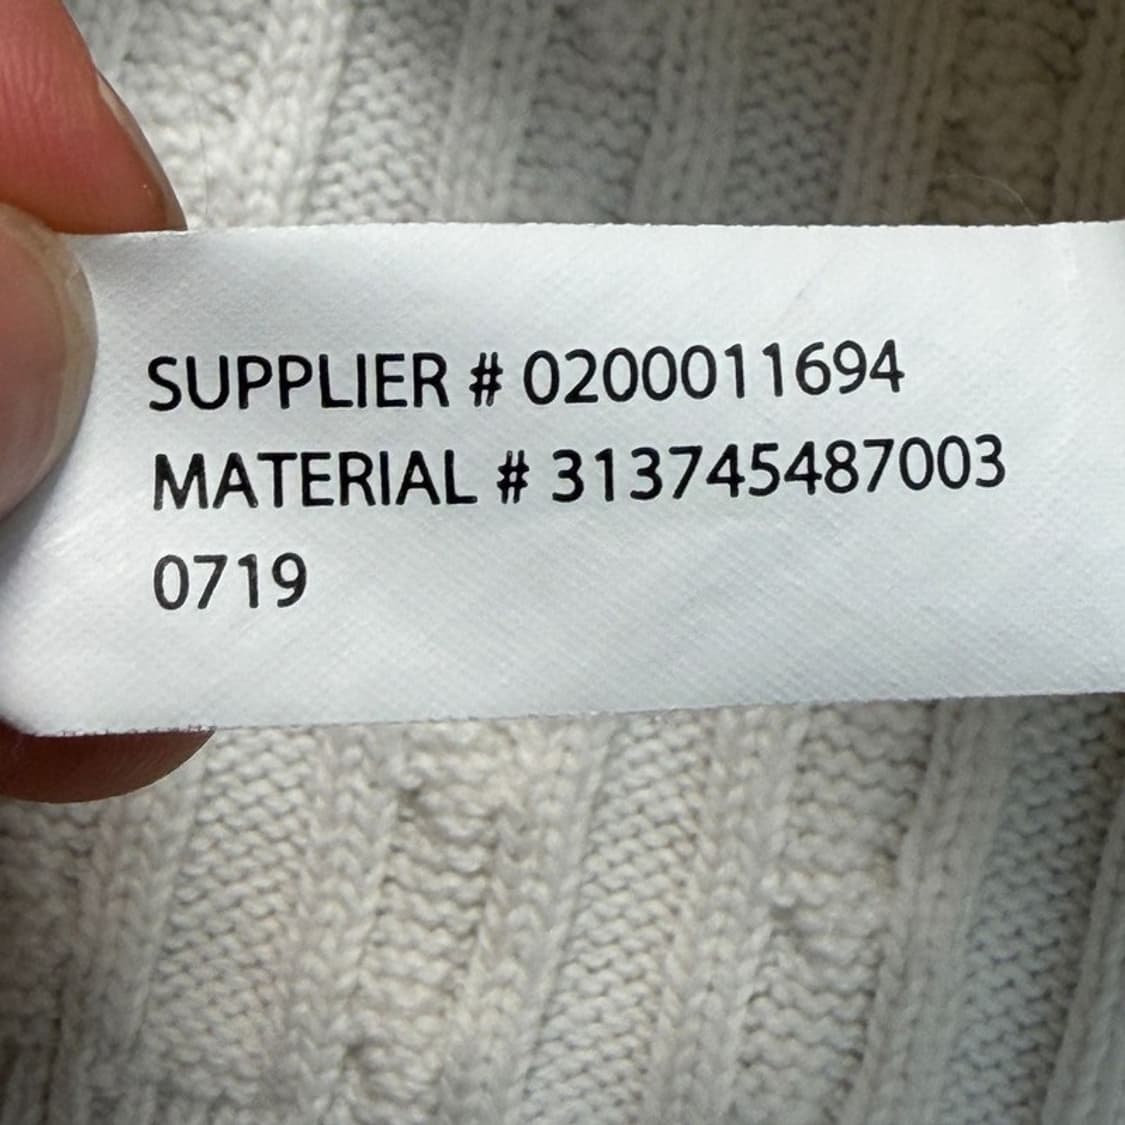 SUPPLIER # 0200011694
MATERIAL # 313745487003
0719